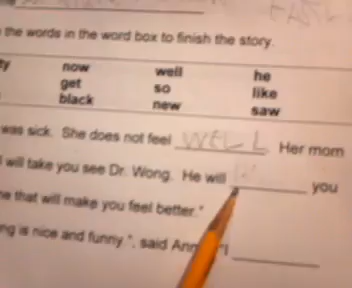 the words in the word box to finish the story.
now well he
get so like
black new saw
was sick. She does not feel WELL. Her mom
will take you see Dr. Wong. He will you
that will make you feel better."
is nice and funny.", said "I